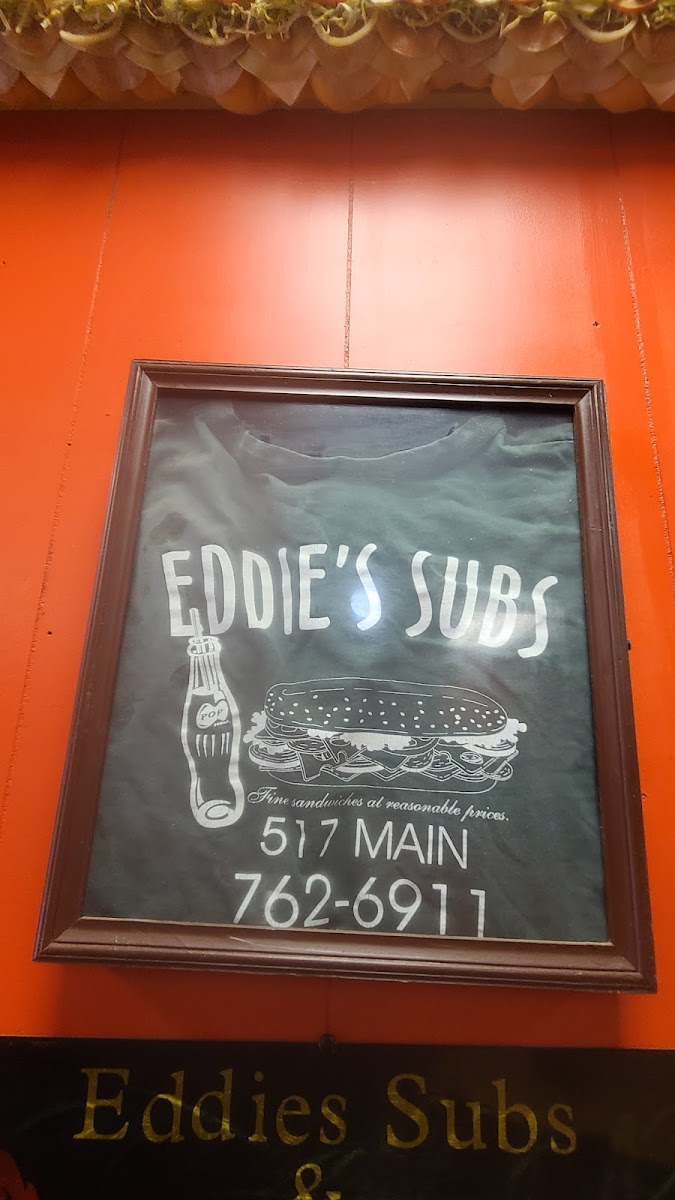 EDDIE'S SUBS
POP
Fine sandwiches at reasonable prices.
517 MAIN
762-6911
Eddies Subs
&